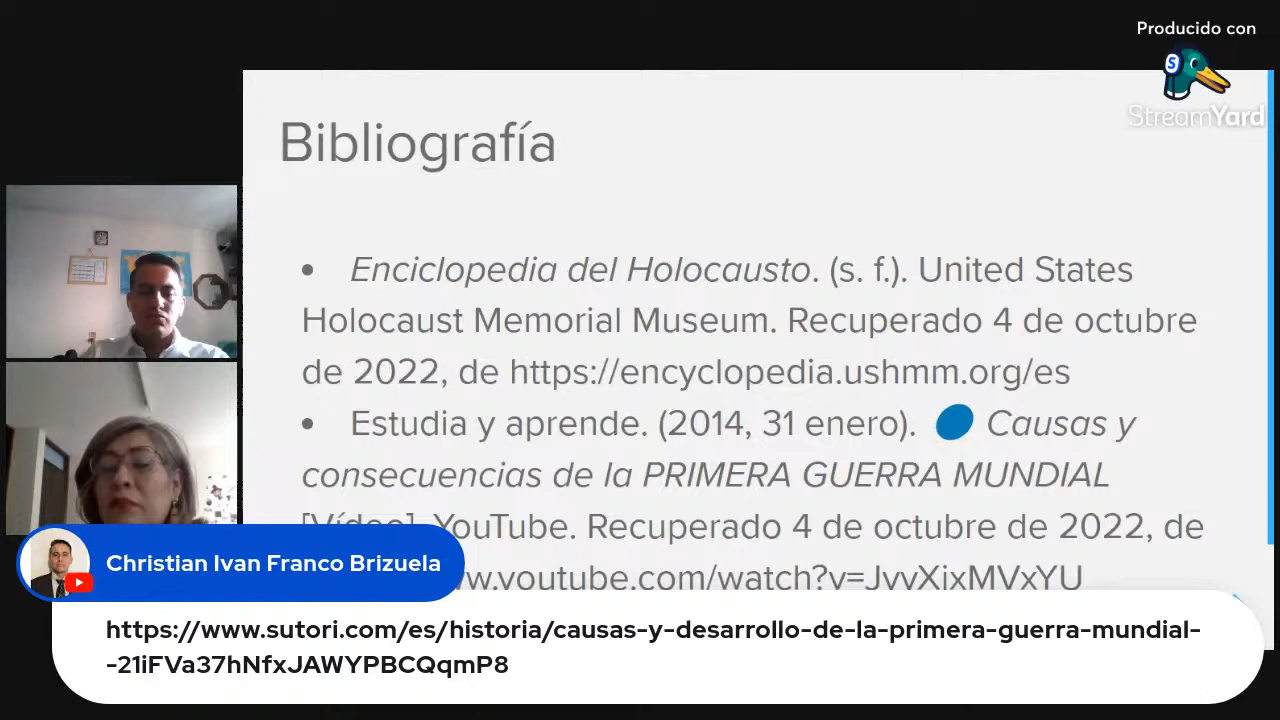 Producido con
StreamYard
Bibliografía
• Enciclopedia del Holocausto. (s. f.). United States
Holocaust Memorial Museum. Recuperado 4 de octubre
de 2022, de https://encyclopedia.ushmm.org/es
• Estudia y aprende. (2014, 31 enero). Causas y
consecuencias de la PRIMERA GUERRA MUNDIAL
[Vídeo]. YouTube. Recuperado 4 de octubre de 2022, de
Christian Ivan Franco Brizuela
https://www.sutori.com/es/historia/causas-y-desarrollo-de-la-primera-guerra-mundial-
-21iFVa37hNfxJAWYPBCQqmP8